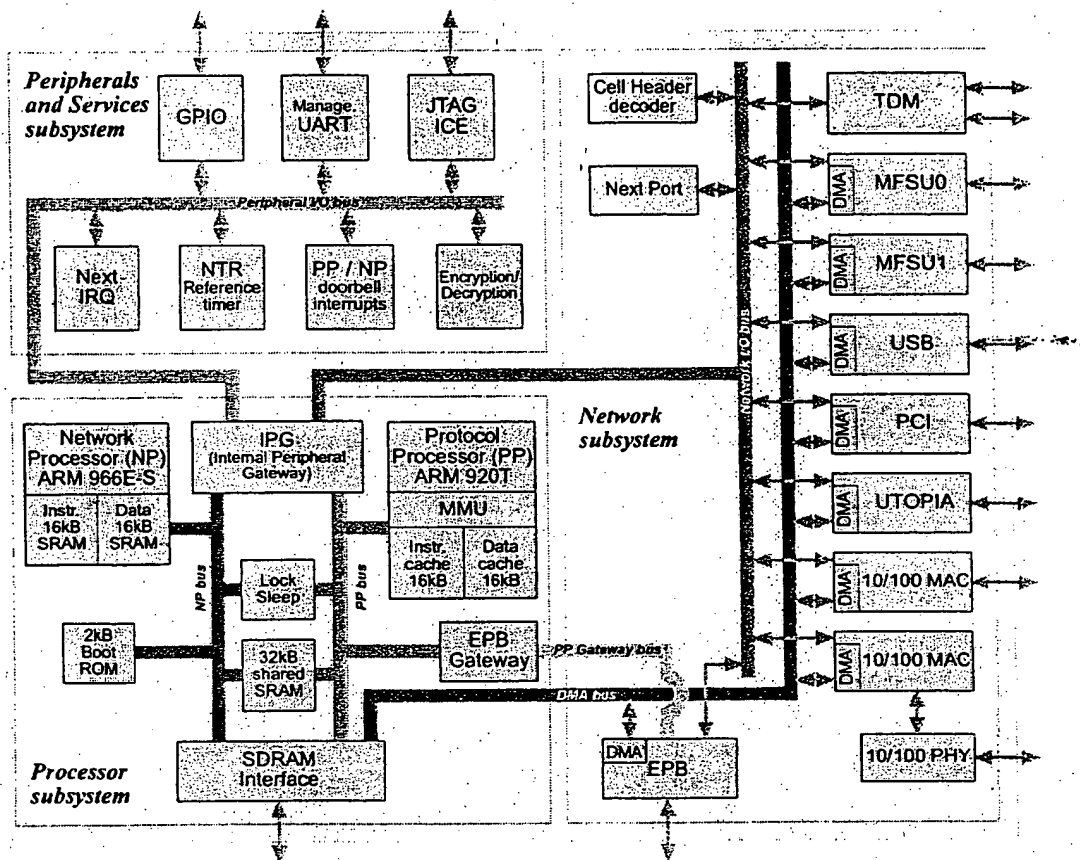 Peripherals
and Services
subsystem
GPIO
Manage.
UART
JTAG
ICE
Peripheral I/O bus
Next
IRQ
NTR
Reference
timer
PP / NP
doorbell
interrupts
Encryption/
Decryption
Cell Header
decoder
Next Port
TDM
DMA
MFSU0
DMA
MFSU1
DMA
USB
DMA
PCI
DMA
UTOPIA
DMA
10/100 MAC
DMA
10/100 MAC
10/100 PHY
Network I/O bus
Network
subsystem
Network
Processor (NP)
ARM 966E-S
Instr.
16kB
SRAM
Data
16kB
SRAM
IPG
(Internal Peripheral
Gateway)
Protocol
Processor (PP)
ARM 920T
MMU
Instr.
cache
16kB
Data
cache
16kB
NP bus
PP bus
Lock
Sleep
2kB
Boot
ROM
32kB
shared
SRAM
EPB
Gateway
PP Gateway bus
DMA bus
SDRAM
Interface
DMA
EPB
Processor
subsystem